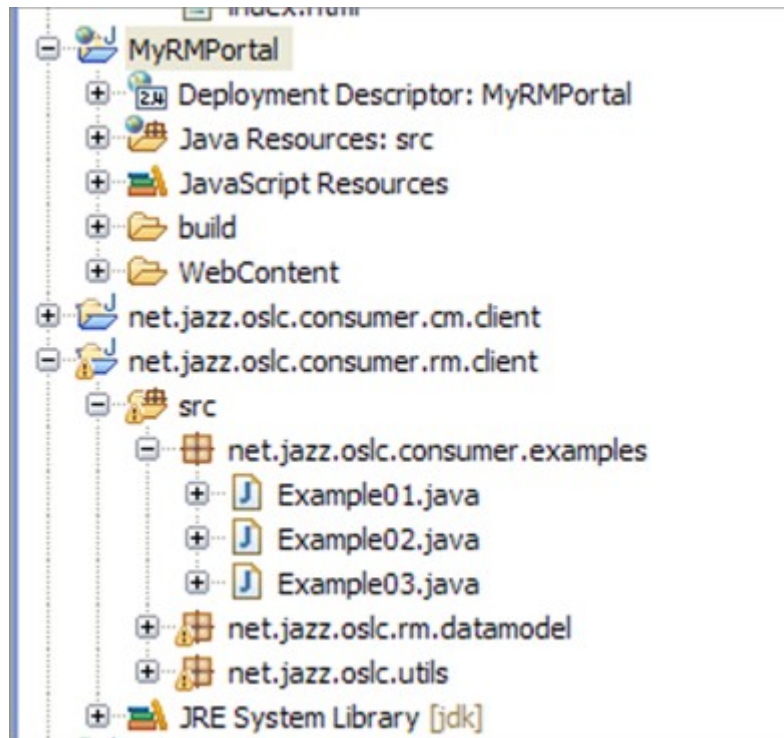 index.html
MyRMPortal
Deployment Descriptor: MyRMPortal
Java Resources: src
JavaScript Resources
build
WebContent
net.jazz.oslc.consumer.cm.client
net.jazz.oslc.consumer.rm.client
src
net.jazz.oslc.consumer.examples
Example01.java
Example02.java
Example03.java
net.jazz.oslc.rm.datamodel
net.jazz.oslc.utils
JRE System Library [jdk]